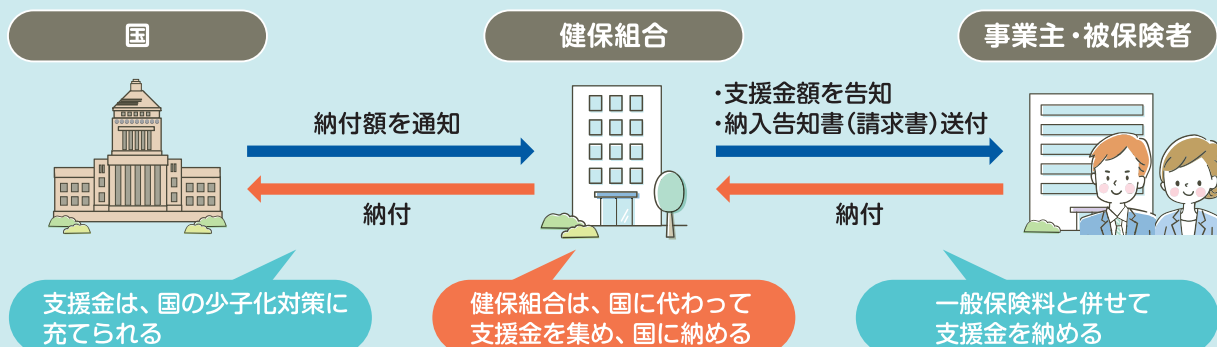 国
健保組合
事業主・被保険者
納付額を通知
納付
・支援金額を告知
・納入告知書(請求書)送付
納付
支援金は、国の少子化対策に
充てられる
健保組合は、国に代わって
支援金を集め、国に納める
一般保険料と併せて
支援金を納める